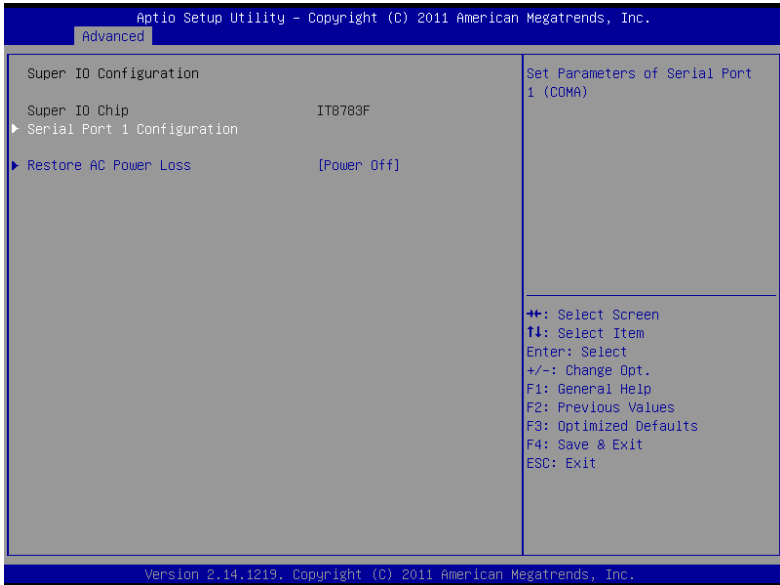 Aptio Setup Utility – Copyright (C) 2011 American Megatrends, Inc.
Advanced
Super IO Configuration
Super IO Chip IT8783F
Serial Port 1 Configuration
Restore AC Power Loss [Power Off]
Set Parameters of Serial Port
1 (COMA)
→←: Select Screen
↑↓: Select Item
Enter: Select
+/-: Change Opt.
F1: General Help
F2: Previous Values
F3: Optimized Defaults
F4: Save & Exit
ESC: Exit
Version 2.14.1219. Copyright (C) 2011 American Megatrends, Inc.